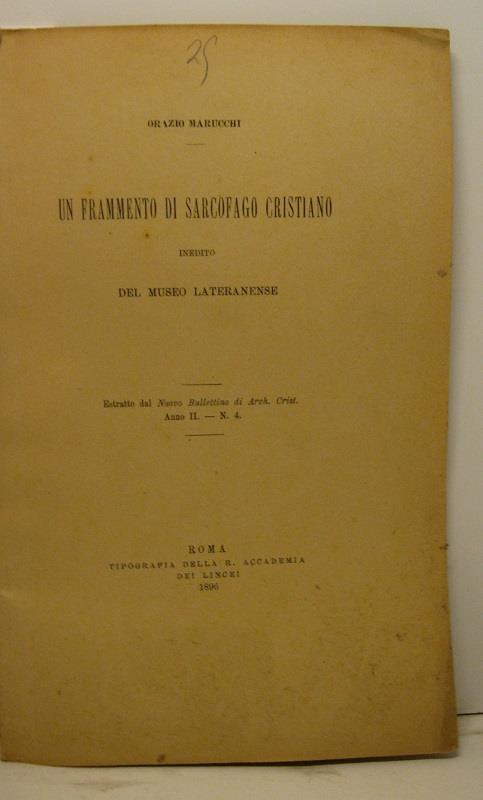 25
ORAZIO MARUCCHI
UN FRAMMENTO DI SARCOFAGO CRISTIANO
INEDITO
DEL MUSEO LATERANENSE
Estratto dal Nuovo Bullettino di Arch. Crist.
Anno II. — N. 4.
ROMA
TIPOGRAFIA DELLA R. ACCADEMIA
DEI LINCEI
1896